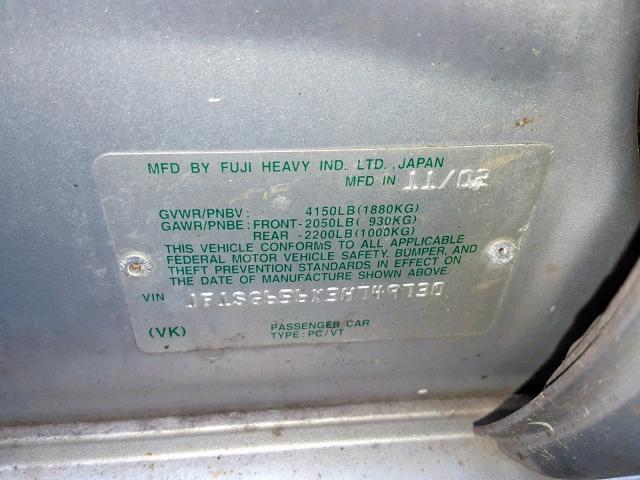 MFD BY FUJI HEAVY IND. LTD. JAPAN
MFD IN 11/02
GVWR/PNBV: 4150LB(1880KG)
GAWR/PNBE: FRONT-2050LB( 930KG)
REAR -2200LB(1000KG)
THIS VEHICLE CONFORMS TO ALL APPLICABLE
FEDERAL MOTOR VEHICLE SAFETY, BUMPER, AND
THEFT PREVENTION STANDARDS IN EFFECT ON
THE DATE OF MANUFACTURE SHOWN ABOVE.
VIN JF1SG656X3H749730
(VK) PASSENGER CAR
TYPE: PC/VT